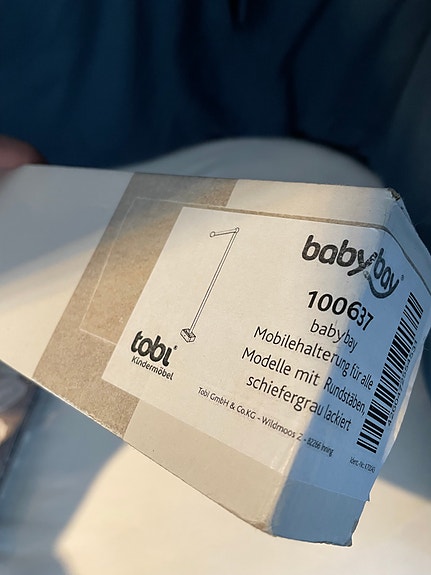 babybay
100637
babybay
Mobilehalterung für alle
Modelle mit Rundstäben,
schiefergrau lackiert
tobi
Kindermöbel
Tobi GmbH & Co.KG - Wildmoos 2 - 82266 Inning